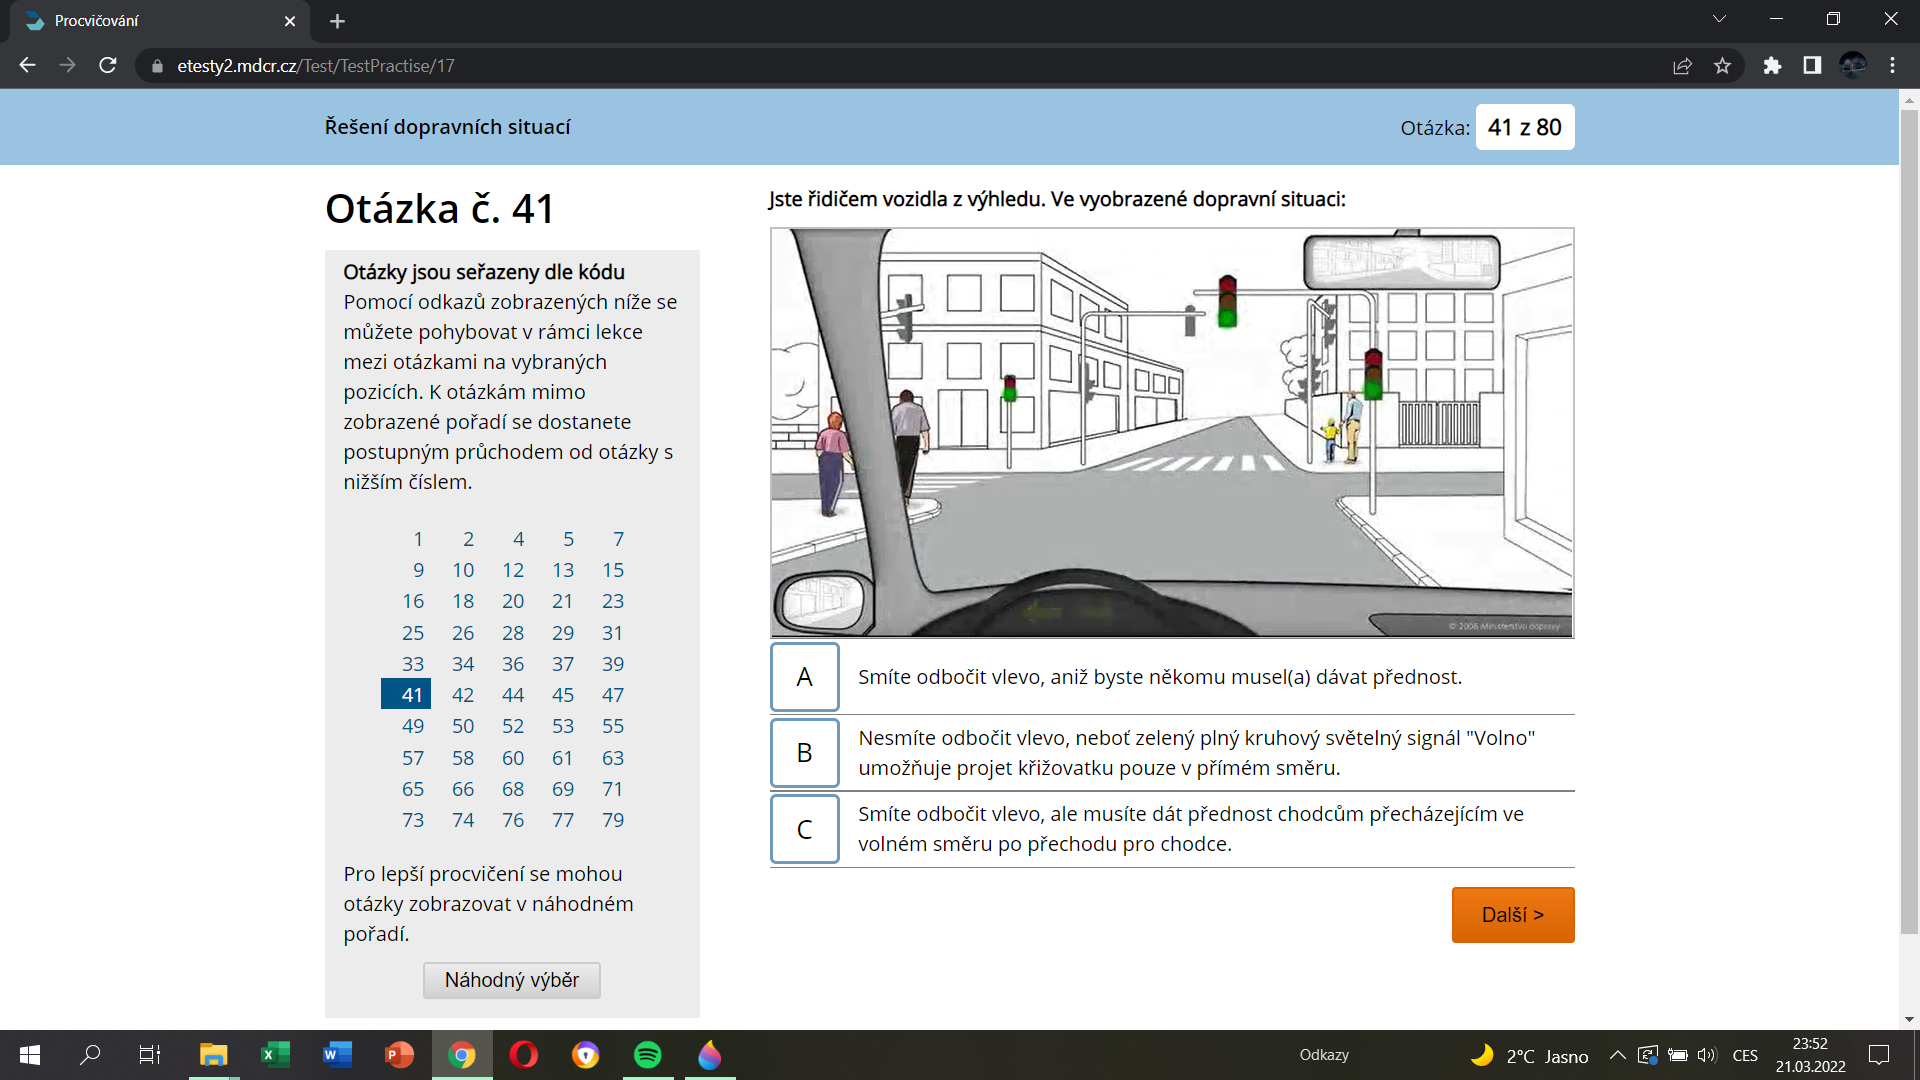 Procvičování
etesty2.mdcr.cz/Test/TestPractise/17
Řešení dopravních situací
Otázka: 41 z 80
Otázka č. 41
Otázky jsou seřazeny dle kódu
Pomocí odkazů zobrazených níže se
můžete pohybovat v rámci lekce
mezi otázkami na vybraných
pozicích. K otázkám mimo
zobrazené pořadí se dostanete
postupným průchodem od otázky s
nižším číslem.
1 2 4 5 7
9 10 12 13 15
16 18 20 21 23
25 26 28 29 31
33 34 36 37 39
41 42 44 45 47
49 50 52 53 55
57 58 60 61 63
65 66 68 69 71
73 74 76 77 79
Pro lepší procvičení se mohou
otázky zobrazovat v náhodném
pořadí.
Náhodný výběr
Jste řidičem vozidla z výhledu. Ve vyobrazené dopravní situaci:
© 2006 Ministerstvo dopravy
A Smíte odbočit vlevo, aniž byste někomu musel(a) dávat přednost.
B Nesmíte odbočit vlevo, neboť zelený plný kruhový světelný signál "Volno"
umožňuje projet křižovatku pouze v přímém směru.
C Smíte odbočit vlevo, ale musíte dát přednost chodcům přecházejícím ve
volném směru po přechodu pro chodce.
Další >
Odkazy
2°C Jasno
CES
23:52
21.03.2022